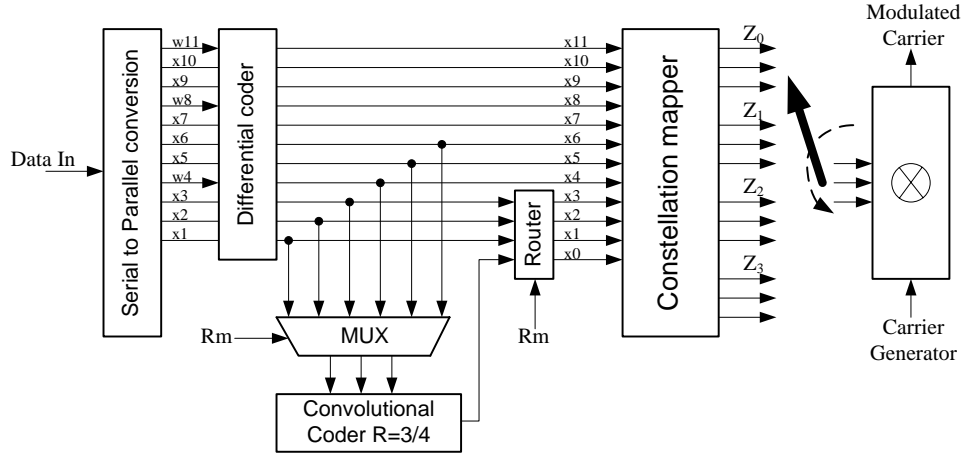 Data In
Serial to Parallel conversion
w11
x10
x9
w8
x7
x6
x5
w4
x3
x2
x1
Differential coder
x11
x10
x9
x8
x7
x6
x5
x4
x3
x2
x1
x0
Router
Rm
Rm
MUX
Convolutional
Coder R=3/4
Constellation mapper
Z0
Z1
Z2
Z3
Modulated
Carrier
Carrier
Generator